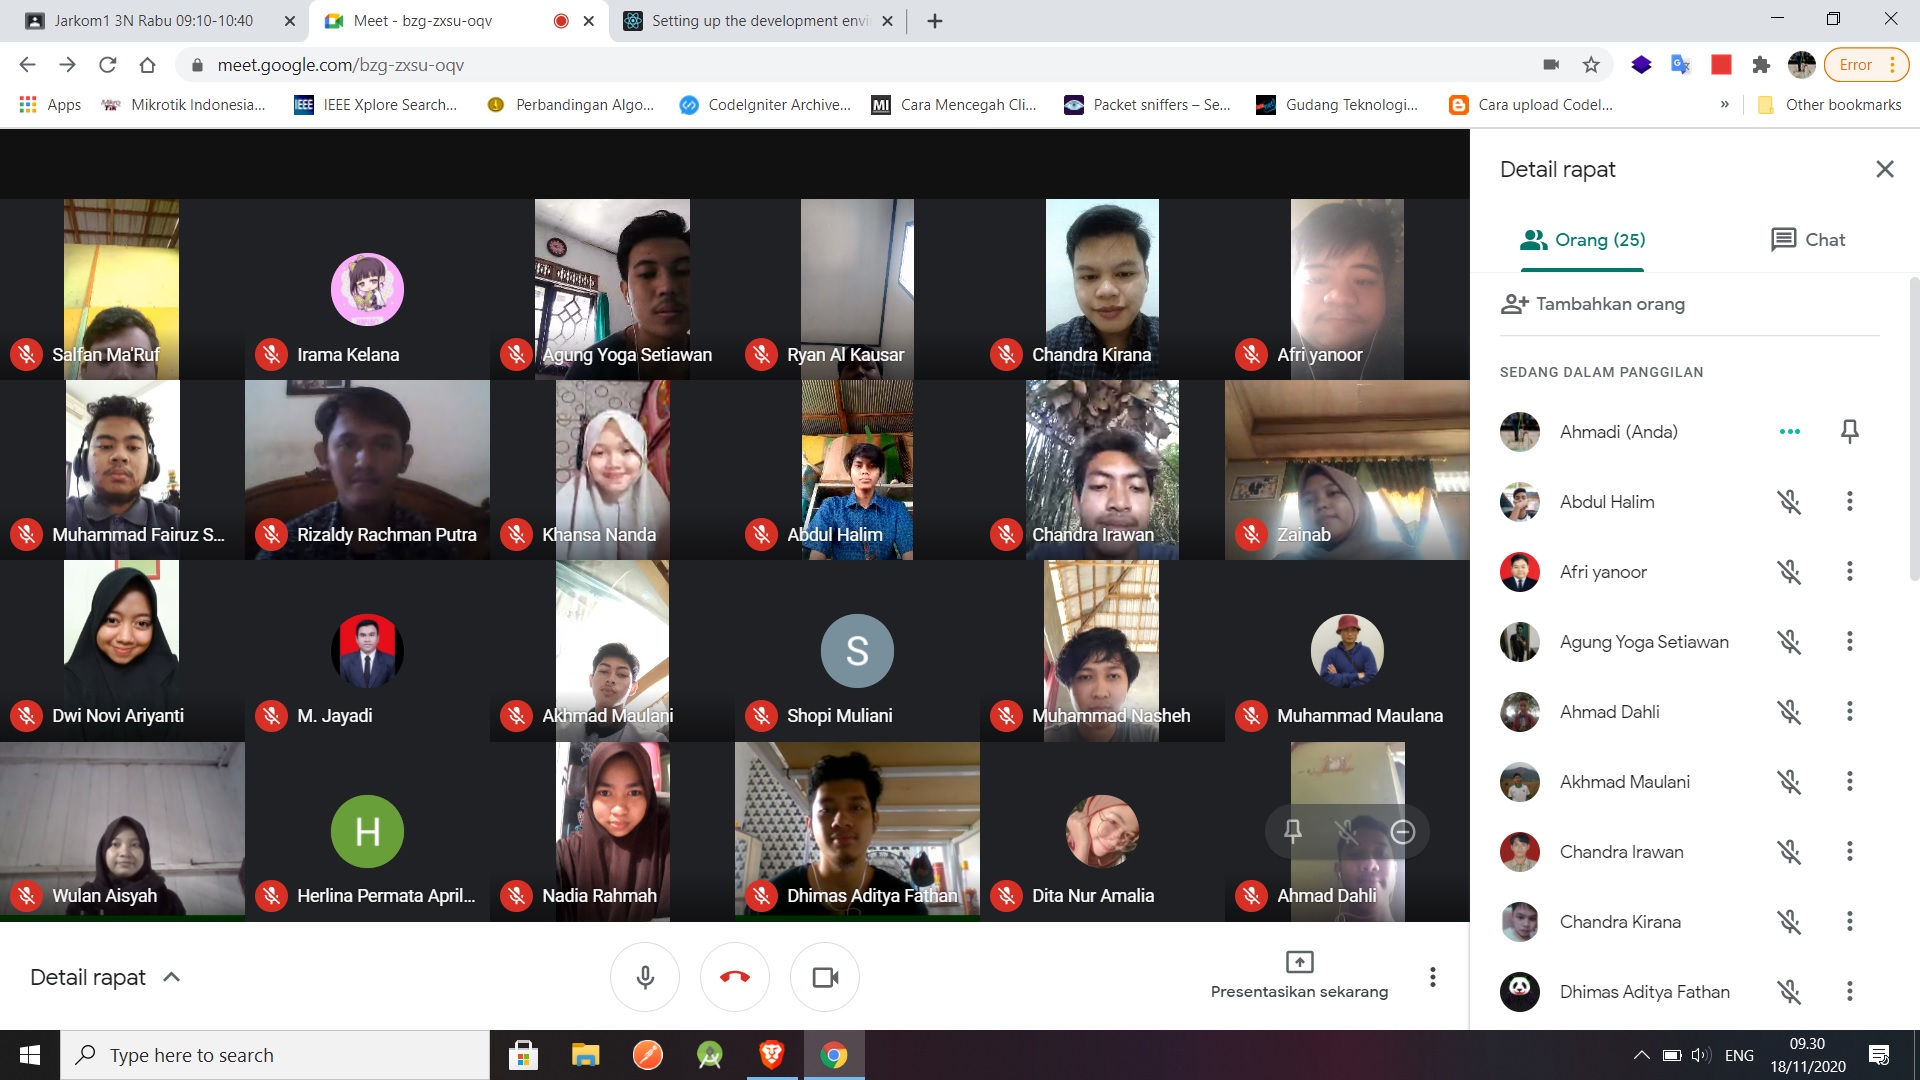 Jarkom1 3N Rabu 09:10-10:40
Meet - bzg-zxsu-oqv
Setting up the development envi
meet.google.com/bzg-zxsu-oqv
Error
Apps
Mikrotik Indonesia...
IEEE
IEEE Xplore Search...
Perbandingan Algo...
CodeIgniter Archive...
MI
Cara Mencegah Cli...
Packet sniffers – Se...
Gudang Teknologi...
Cara upload CodeI...
»
Other bookmarks
Salfan Ma'Ruf
Irama Kelana
Agung Yoga Setiawan
Ryan Al Kausar
Chandra Kirana
Afri yanoor
Muhammad Fairuz S...
Rizaldy Rachman Putra
Khansa Nanda
Abdul Halim
Chandra Irawan
Zainab
S
Dwi Novi Ariyanti
M. Jayadi
Akhmad Maulani
Shopi Muliani
Muhammad Nasheh
Muhammad Maulana
H
Wulan Aisyah
Herlina Permata April...
Nadia Rahmah
Dhimas Aditya Fathan
Dita Nur Amalia
Ahmad Dahli
Detail rapat
Presentasikan sekarang
Detail rapat
Orang (25)
Chat
Tambahkan orang
SEDANG DALAM PANGGILAN
Ahmadi (Anda)
Abdul Halim
Afri yanoor
Agung Yoga Setiawan
Ahmad Dahli
Akhmad Maulani
Chandra Irawan
Chandra Kirana
Dhimas Aditya Fathan
Type here to search
ENG
09.30
18/11/2020